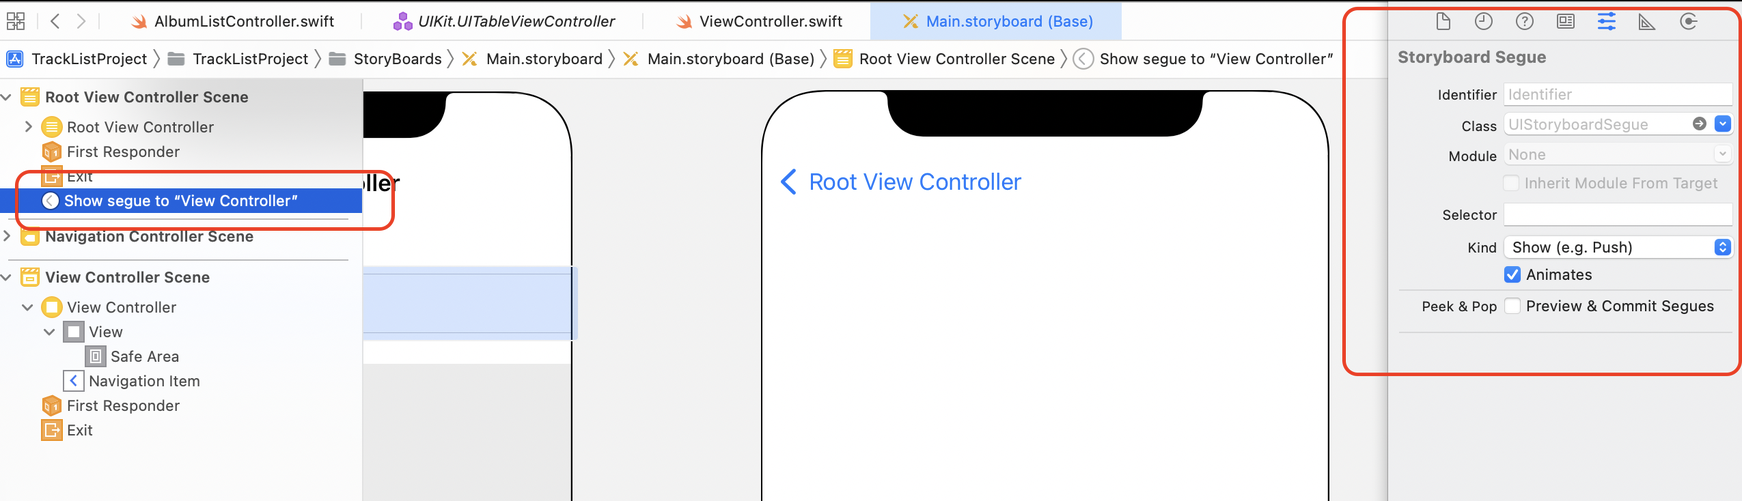 AlbumListController.swift
UIKit.UITableViewController
ViewController.swift
Main.storyboard (Base)
TrackListProject
TrackListProject
StoryBoards
Main.storyboard
Main.storyboard (Base)
Root View Controller Scene
Show segue to “View Controller”
Root View Controller Scene
Root View Controller
First Responder
Exit
Show segue to “View Controller”
Navigation Controller Scene
View Controller Scene
View Controller
View
Safe Area
Navigation Item
First Responder
Exit
ller
Root View Controller
Storyboard Segue
Identifier Identifier
Class UIStoryboardSegue
Module None
Inherit Module From Target
Selector
Kind Show (e.g. Push)
Animates
Peek & Pop Preview & Commit Segues